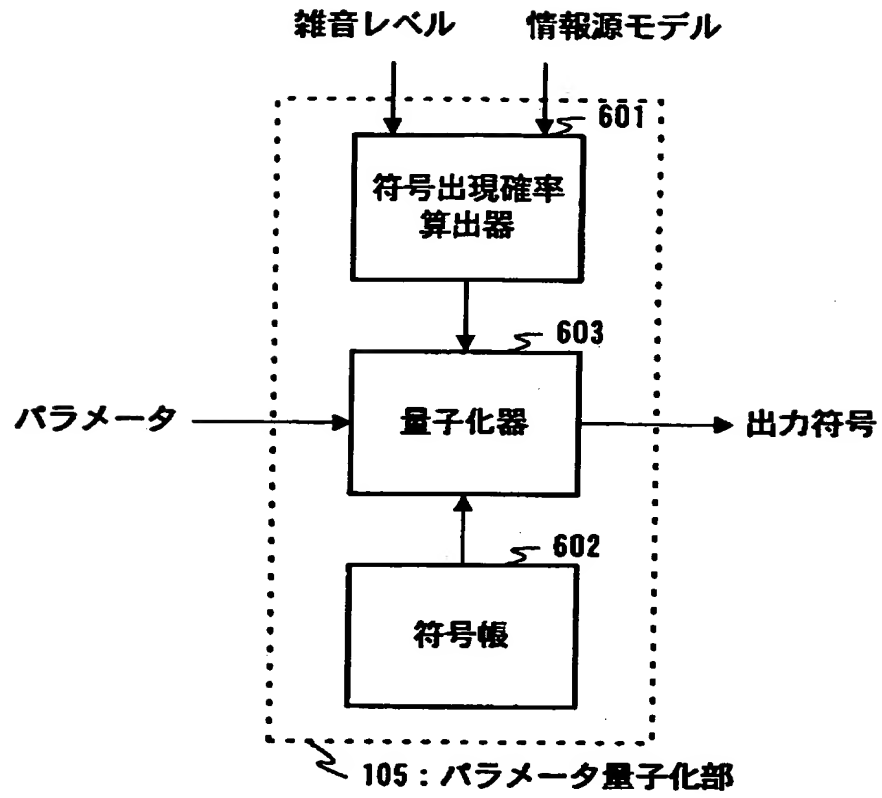 雑音レベル
情報源モデル
601
符号出現確率
算出器
603
パラメータ
量子化器
出力符号
602
符号帳
105：パラメータ量子化部